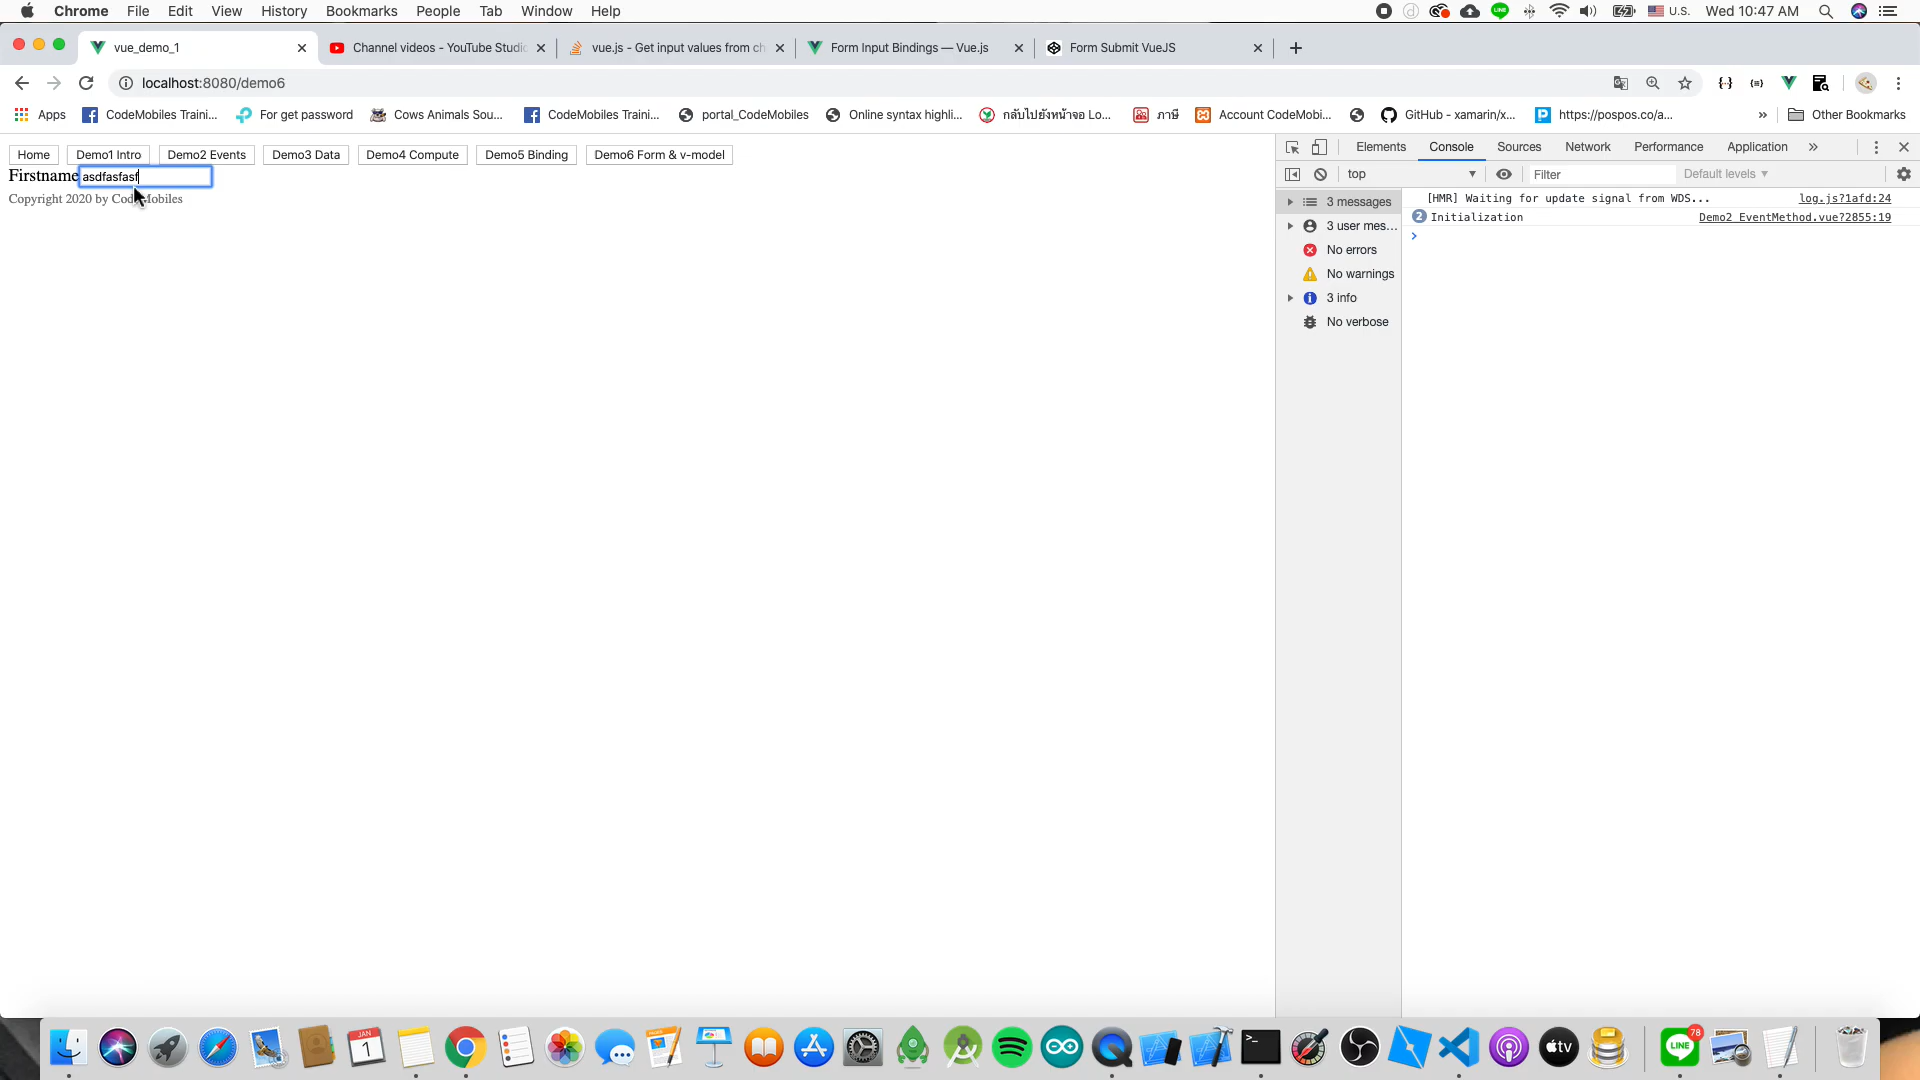 Chrome File Edit View History Bookmarks People Tab Window Help U.S. Wed 10:47 AM
vue_demo_1 Channel videos - YouTube Studio vue.js - Get input values from ch Form Input Bindings — Vue.js Form Submit VueJS
localhost:8080/demo6
Apps CodeMobiles Traini... For get password Cows Animals Sou... CodeMobiles Traini... portal_CodeMobiles Online syntax highli... กลับไปยังหน้าจอ Lo... ภาษี Account CodeMobi... GitHub - xamarin/x... https://pospos.co/a... » Other Bookmarks
Home Demo1 Intro Demo2 Events Demo3 Data Demo4 Compute Demo5 Binding Demo6 Form & v-model
Firstname asdfasfasf
Copyright 2020 by CodeMobiles
Elements Console Sources Network Performance Application »
top Filter Default levels
3 messages
3 user mes...
No errors
No warnings
3 info
No verbose
[HMR] Waiting for update signal from WDS... log.js?1afd:24
2 Initialization Demo2 EventMethod.vue?2855:19
JAN
1
tv
LINE
78